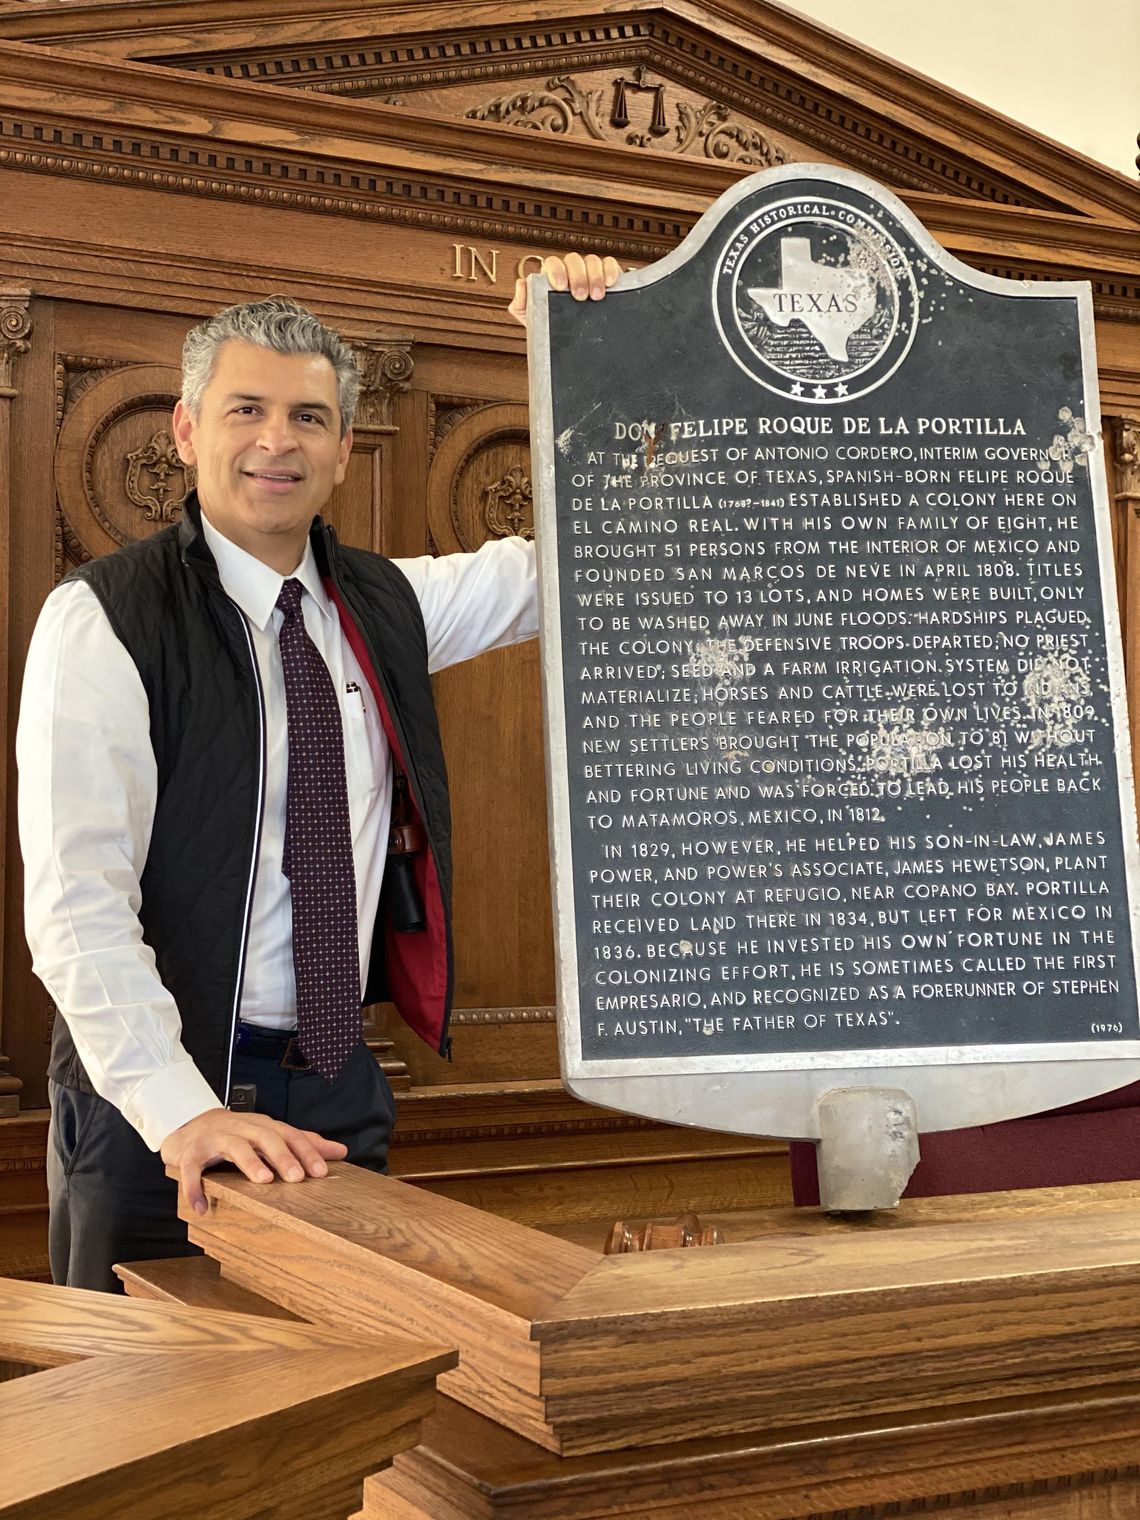 IN G
TEXAS HISTORICAL COMMISSION
TEXAS
DON FELIPE ROQUE DE LA PORTILLA
AT THE REQUEST OF ANTONIO CORDERO, INTERIM GOVERNOR
OF THE PROVINCE OF TEXAS, SPANISH-BORN FELIPE ROQUE
DE LA PORTILLA (1768?-1841) ESTABLISHED A COLONY HERE ON
EL CAMINO REAL. WITH HIS OWN FAMILY OF EIGHT, HE
BROUGHT 51 PERSONS FROM THE INTERIOR OF MEXICO AND
FOUNDED SAN MARCOS DE NEVE IN APRIL 1808. TITLES
WERE ISSUED TO 13 LOTS, AND HOMES WERE BUILT, ONLY
TO BE WASHED AWAY IN JUNE FLOODS. HARDSHIPS PLAGUED
THE COLONY: THE DEFENSIVE TROOPS DEPARTED; NO PRIEST
ARRIVED; SEED AND A FARM IRRIGATION SYSTEM DID NOT
MATERIALIZE; HORSES AND CATTLE WERE LOST TO INDIANS,
AND THE PEOPLE FEARED FOR THEIR OWN LIVES. IN 1809
NEW SETTLERS BROUGHT THE POPULATION TO 81 WITHOUT
BETTERING LIVING CONDITIONS. PORTILLA LOST HIS HEALTH
AND FORTUNE AND WAS FORCED TO LEAD HIS PEOPLE BACK
TO MATAMOROS, MEXICO, IN 1812.
IN 1829, HOWEVER, HE HELPED HIS SON-IN-LAW, JAMES
POWER, AND POWER'S ASSOCIATE, JAMES HEWETSON, PLANT
THEIR COLONY AT REFUGIO, NEAR COPANO BAY. PORTILLA
RECEIVED LAND THERE IN 1834, BUT LEFT FOR MEXICO IN
1836. BECAUSE HE INVESTED HIS OWN FORTUNE IN THE
COLONIZING EFFORT, HE IS SOMETIMES CALLED THE FIRST
EMPRESARIO, AND RECOGNIZED AS A FORERUNNER OF STEPHEN
F. AUSTIN, "THE FATHER OF TEXAS".
(1976)